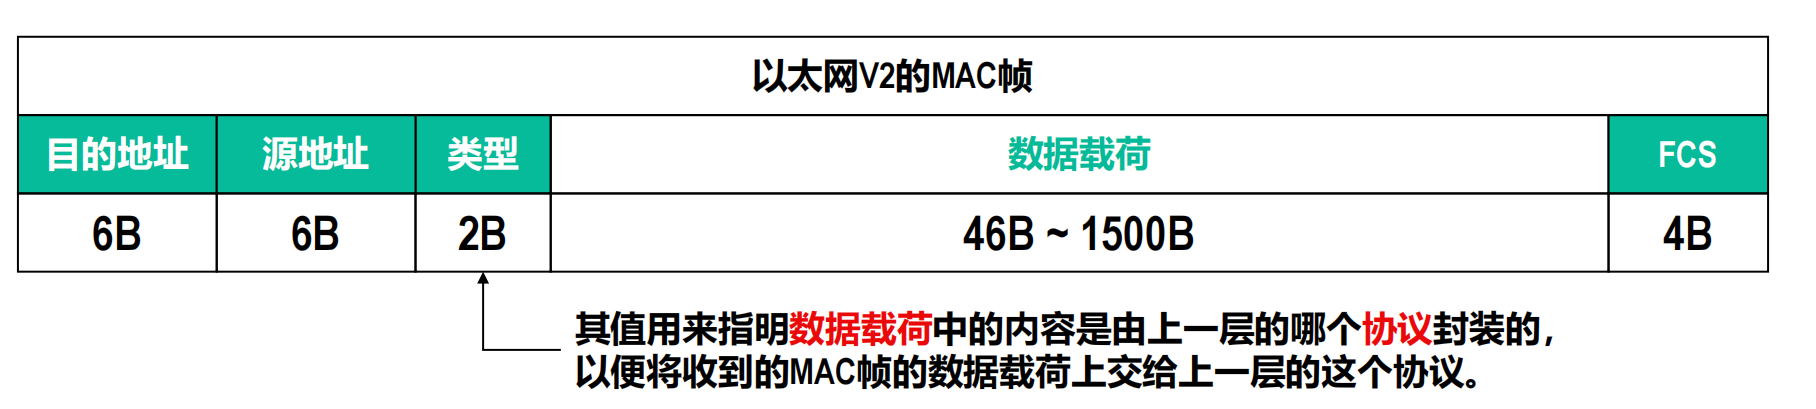 以太网V2的MAC帧
目的地址 源地址 类型 数据载荷 FCS
6B 6B 2B 46B ~ 1500B 4B
其值用来指明数据载荷中的内容是由上一层的哪个协议封装的，
以便将收到的MAC帧的数据载荷上交给上一层的这个协议。